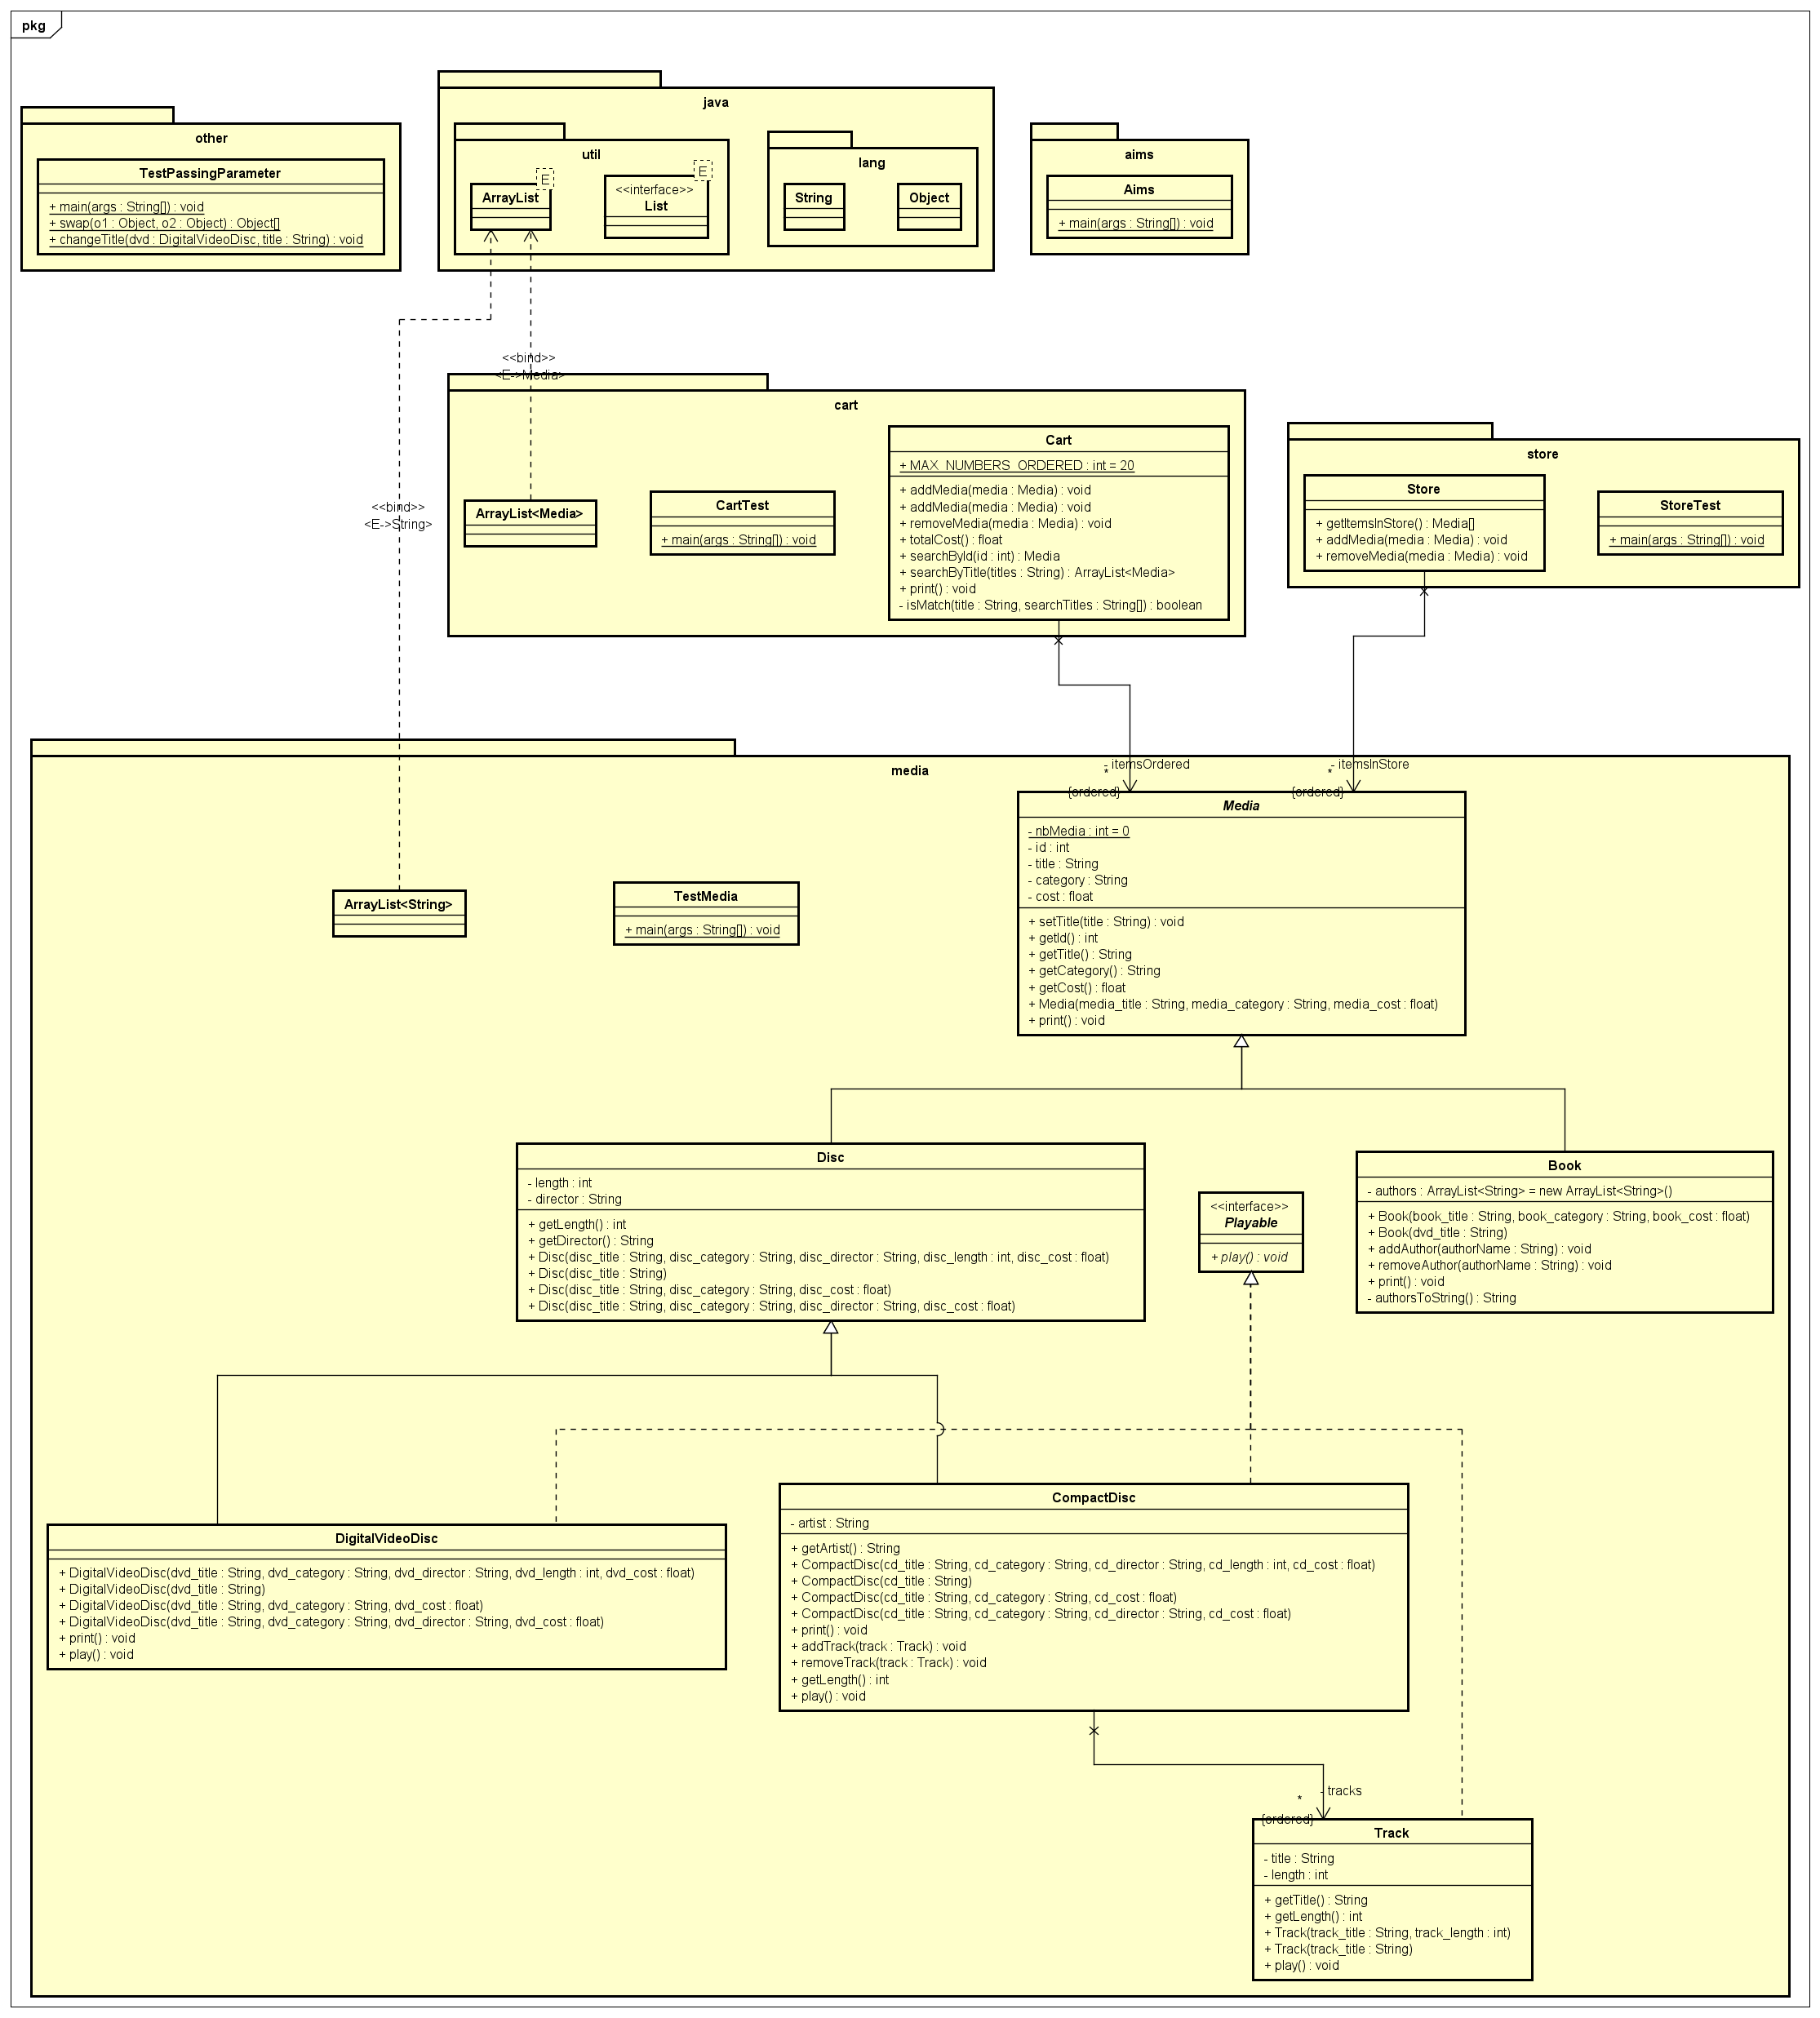 pkg
other
TestPassingParameter
+ main(args : String[]) : void
+ swap(o1 : Object, o2 : Object) : Object[]
+ changeTitle(dvd : DigitalVideoDisc, title : String) : void
java
util
E
ArrayList
E
<<interface>>
List
lang
String
Object
aims
Aims
+ main(args : String[]) : void
<<bind>>
<E->Media>
<<bind>>
<E->String>
cart
ArrayList<Media>
CartTest
+ main(args : String[]) : void
Cart
+ MAX_NUMBERS_ORDERED : int = 20
+ addMedia(media : Media) : void
+ addMedia(media : Media) : void
+ removeMedia(media : Media) : void
+ totalCost() : float
+ searchById(id : int) : Media
+ searchByTitle(titles : String) : ArrayList<Media>
+ print() : void
- isMatch(title : String, searchTitles : String[]) : boolean
store
Store
+ getItemsInStore() : Media[]
+ addMedia(media : Media) : void
+ removeMedia(media : Media) : void
StoreTest
+ main(args : String[]) : void
media
- itemsOrdered
*
{ordered}
- itemsInStore
*
{ordered}
Media
- nbMedia : int = 0
- id : int
- title : String
- category : String
- cost : float
+ setTitle(title : String) : void
+ getId() : int
+ getTitle() : String
+ getCategory() : String
+ getCost() : float
+ Media(media_title : String, media_category : String, media_cost : float)
+ print() : void
ArrayList<String>
TestMedia
+ main(args : String[]) : void
Disc
- length : int
- director : String
+ getLength() : int
+ getDirector() : String
+ Disc(disc_title : String, disc_category : String, disc_director : String, disc_length : int, disc_cost : float)
+ Disc(disc_title : String)
+ Disc(disc_title : String, disc_category : String, disc_cost : float)
+ Disc(disc_title : String, disc_category : String, disc_director : String, disc_cost : float)
<<interface>>
Playable
+ play() : void
Book
- authors : ArrayList<String> = new ArrayList<String>()
+ Book(book_title : String, book_category : String, book_cost : float)
+ Book(dvd_title : String)
+ addAuthor(authorName : String) : void
+ removeAuthor(authorName : String) : void
+ print() : void
- authorsToString() : String
DigitalVideoDisc
+ DigitalVideoDisc(dvd_title : String, dvd_category : String, dvd_director : String, dvd_length : int, dvd_cost : float)
+ DigitalVideoDisc(dvd_title : String)
+ DigitalVideoDisc(dvd_title : String, dvd_category : String, dvd_cost : float)
+ DigitalVideoDisc(dvd_title : String, dvd_category : String, dvd_director : String, dvd_cost : float)
+ print() : void
+ play() : void
CompactDisc
- artist : String
+ getArtist() : String
+ CompactDisc(cd_title : String, cd_category : String, cd_director : String, cd_length : int, cd_cost : float)
+ CompactDisc(cd_title : String)
+ CompactDisc(cd_title : String, cd_category : String, cd_cost : float)
+ CompactDisc(cd_title : String, cd_category : String, cd_director : String, cd_cost : float)
+ print() : void
+ addTrack(track : Track) : void
+ removeTrack(track : Track) : void
+ getLength() : int
+ play() : void
- tracks
*
{ordered}
Track
- title : String
- length : int
+ getTitle() : String
+ getLength() : int
+ Track(track_title : String, track_length : int)
+ Track(track_title : String)
+ play() : void